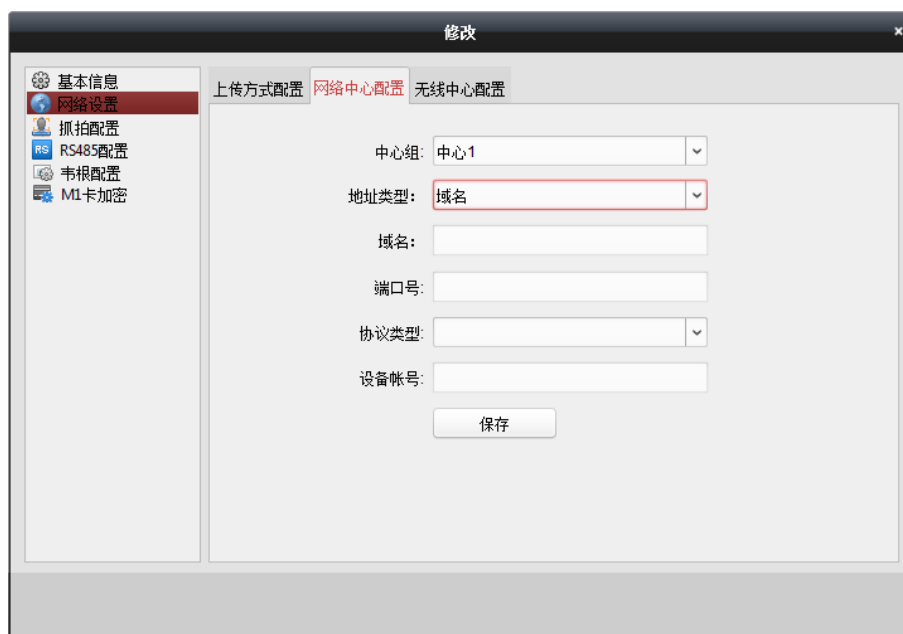 修改
基本信息
网络设置
抓拍配置
RS RS485配置
韦根配置
M1卡加密
上传方式配置 网络中心配置 无线中心配置
中心组: 中心1
地址类型： 域名
域名：
端口号:
协议类型:
设备帐号:
保存